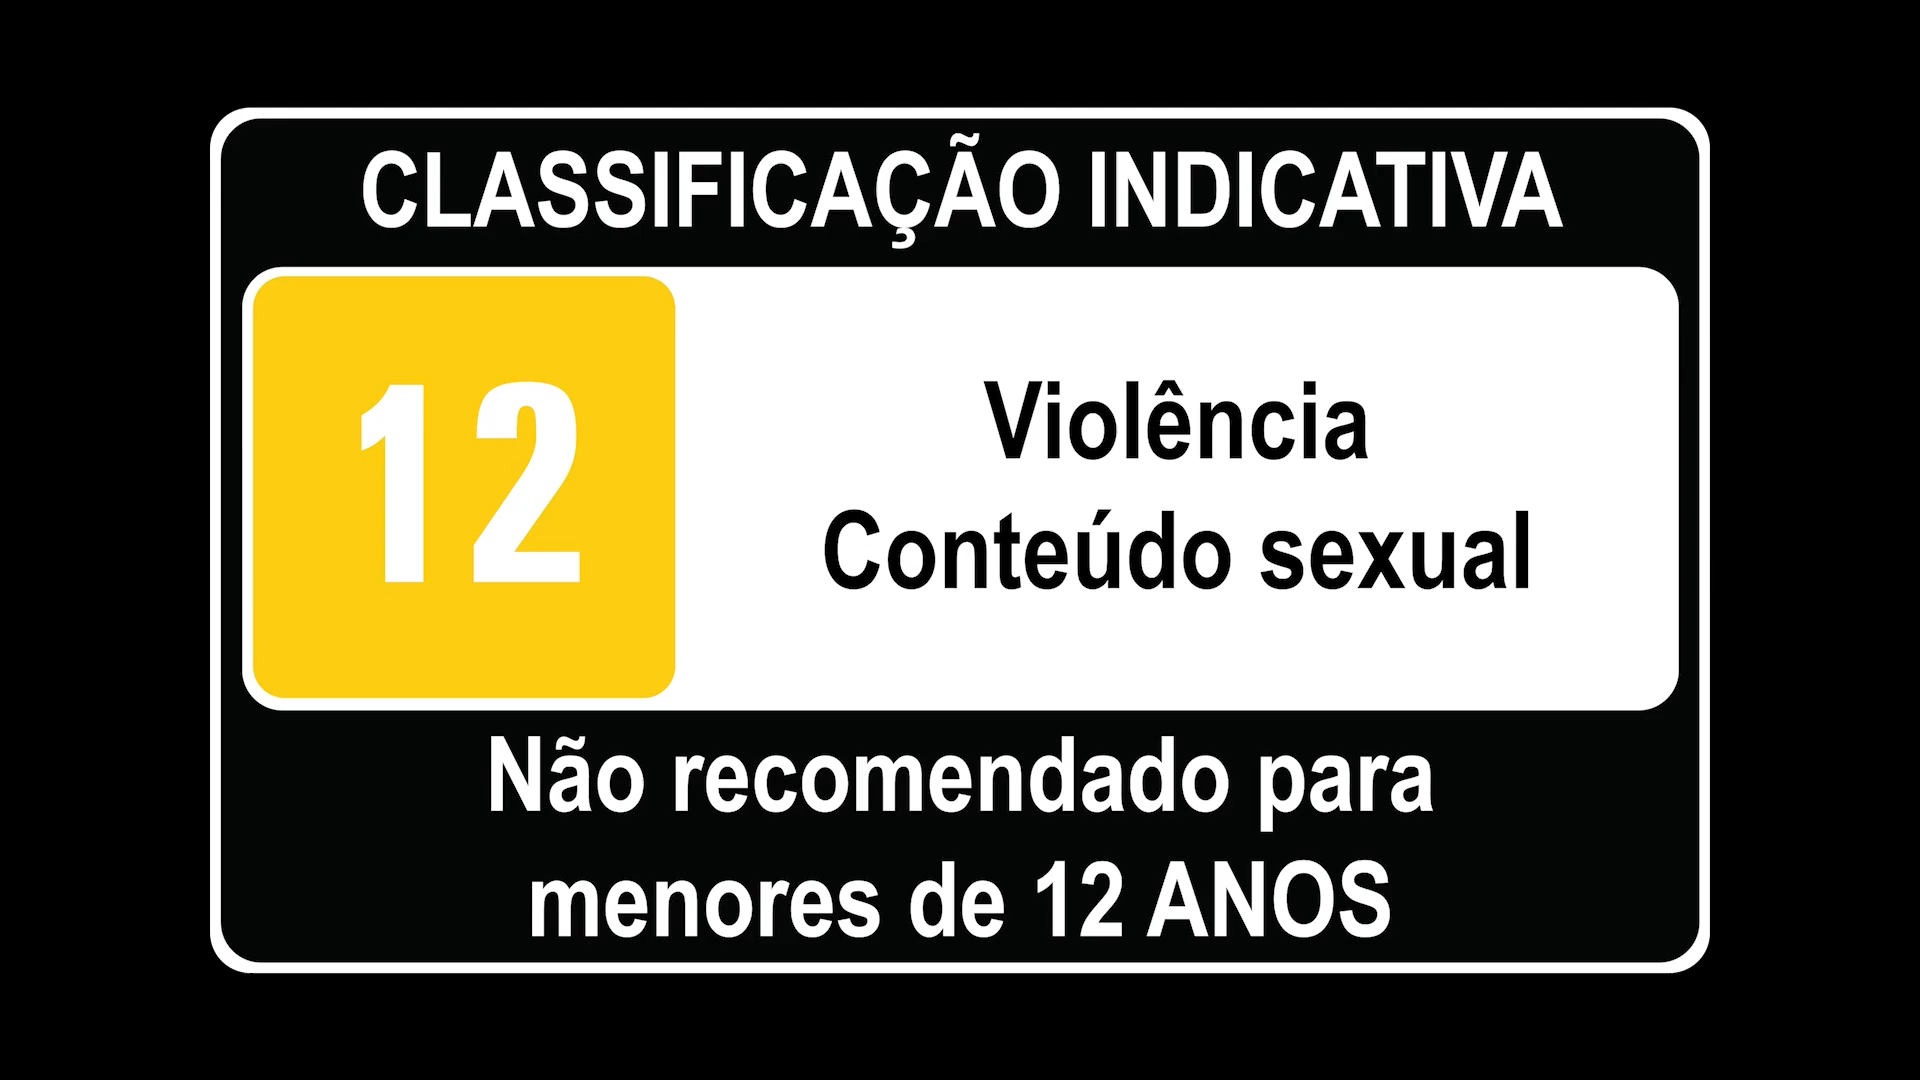 CLASSIFICAÇÃO INDICATIVA
12
Violência
Conteúdo sexual
Não recomendado para
menores de 12 ANOS